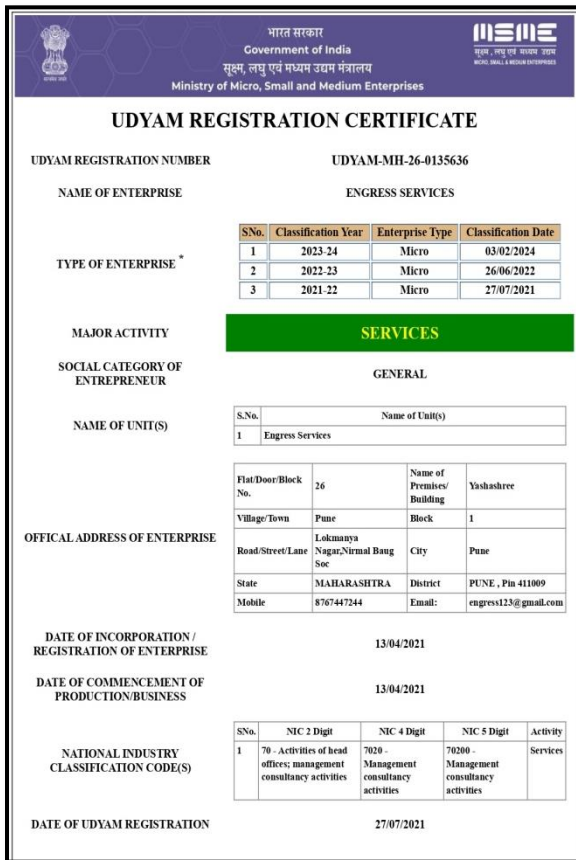 भारत सरकार
Government of India
सूक्ष्म, लघु एवं मध्यम उद्यम मंत्रालय
Ministry of Micro, Small and Medium Enterprises
MSME
सूक्ष्म, लघु एवं मध्यम उद्यम
MICRO, SMALL & MEDIUM ENTERPRISES
UDYAM REGISTRATION CERTIFICATE
UDYAM REGISTRATION NUMBER UDYAM-MH-26-0135636
NAME OF ENTERPRISE ENGRESS SERVICES
TYPE OF ENTERPRISE *
SNo. Classification Year Enterprise Type Classification Date
1 2023-24 Micro 03/02/2024
2 2022-23 Micro 26/06/2022
3 2021-22 Micro 27/07/2021
MAJOR ACTIVITY SERVICES
SOCIAL CATEGORY OF
ENTREPRENEUR
GENERAL
NAME OF UNIT(S)
S.No. Name of Unit(s)
1 Engress Services
OFFICAL ADDRESS OF ENTERPRISE
Flat/Door/Block
No.
26
Name of
Premises/
Building
Yashashree
Village/Town Pune Block 1
Road/Street/Lane
Lokmanya
Nagar,Nirmal Baug
Soc
City Pune
State MAHARASHTRA District PUNE , Pin 411009
Mobile 8767447244 Email: engress123@gmail.com
DATE OF INCORPORATION /
REGISTRATION OF ENTERPRISE
13/04/2021
DATE OF COMMENCEMENT OF
PRODUCTION/BUSINESS
13/04/2021
NATIONAL INDUSTRY
CLASSIFICATION CODE(S)
SNo. NIC 2 Digit NIC 4 Digit NIC 5 Digit Activity
1
70 - Activities of head
offices; management
consultancy activities
7020 -
Management
consultancy
activities
70200 -
Management
consultancy
activities
Services
DATE OF UDYAM REGISTRATION 27/07/2021